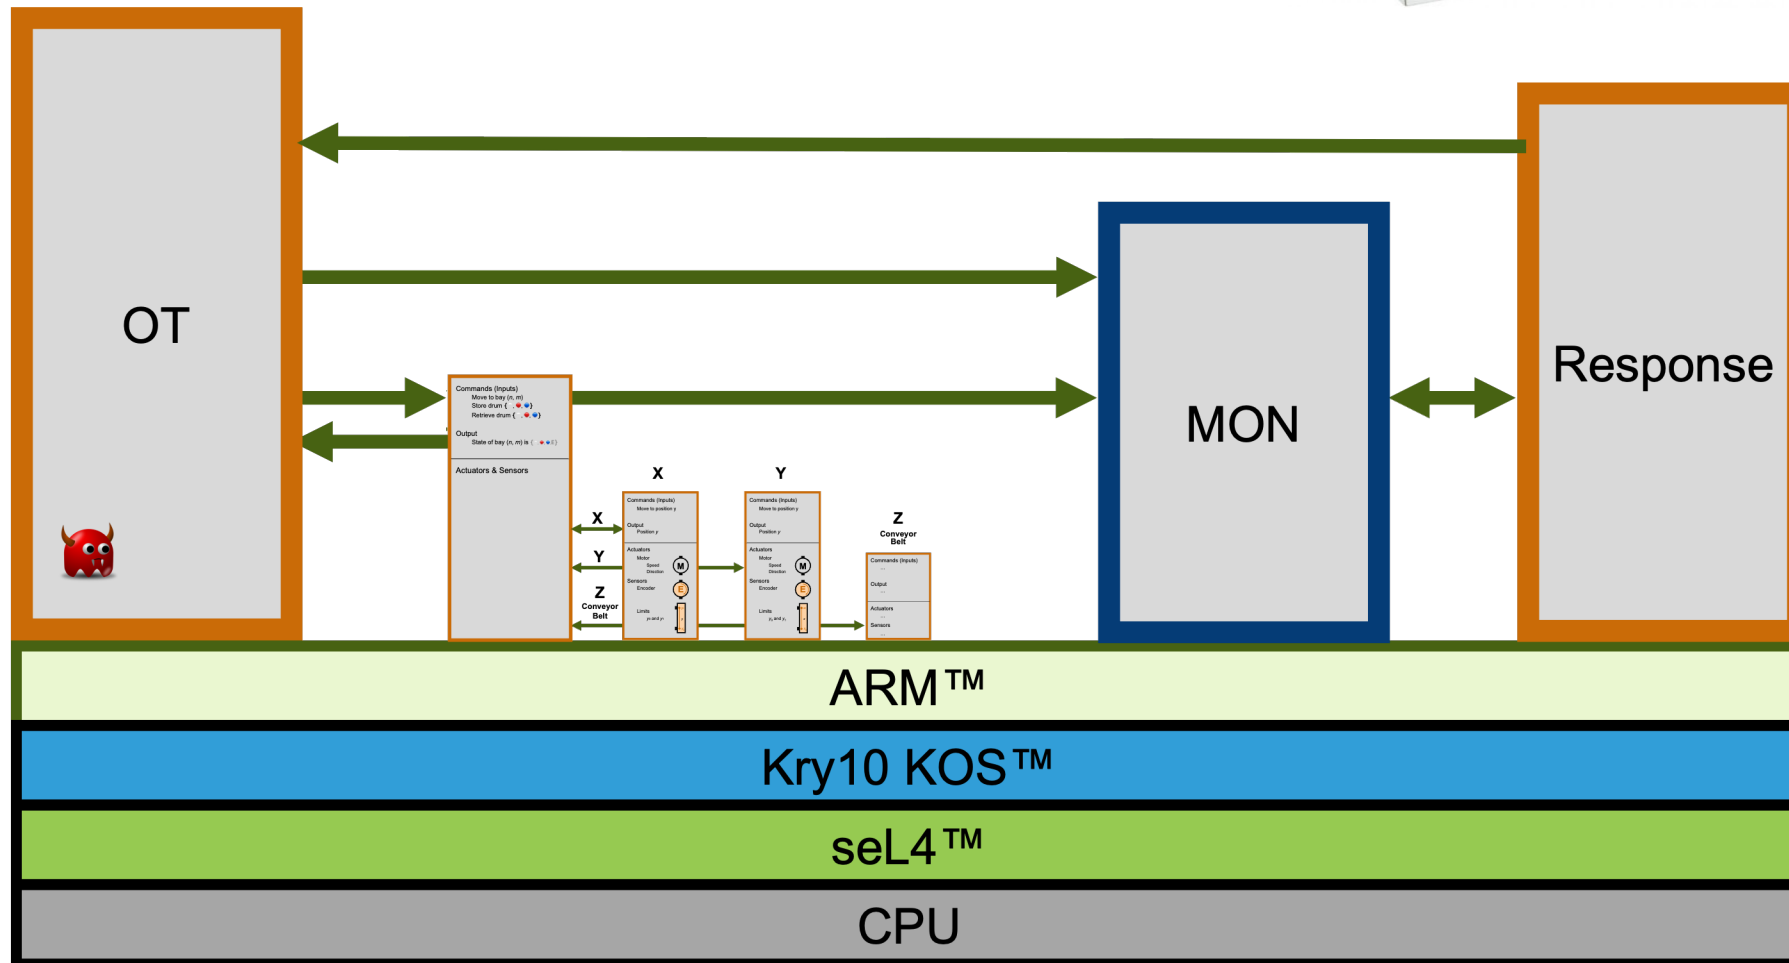 OT
Commands (Inputs)
Move to bay (n, m)
Store drum { , , }
Retrieve drum { , , }
Output
State of bay (n, m) is
Actuators & Sensors
X
Y
Z
Conveyor
Belt
X
Commands (Inputs)
Move to position y
Output
Position y
Actuators
Motor
Speed
Direction
M
Sensors
Encoder
E
Limits
Y
Commands (Inputs)
Move to position y
Output
Position y
Actuators
Motor
Speed
Direction
M
Sensors
Encoder
E
Limits
Z
Conveyor
Belt
Commands (Inputs)
...
Output
...
Actuators
...
Sensors
...
MON
Response
ARM™
Kry10 KOS™
seL4™
CPU